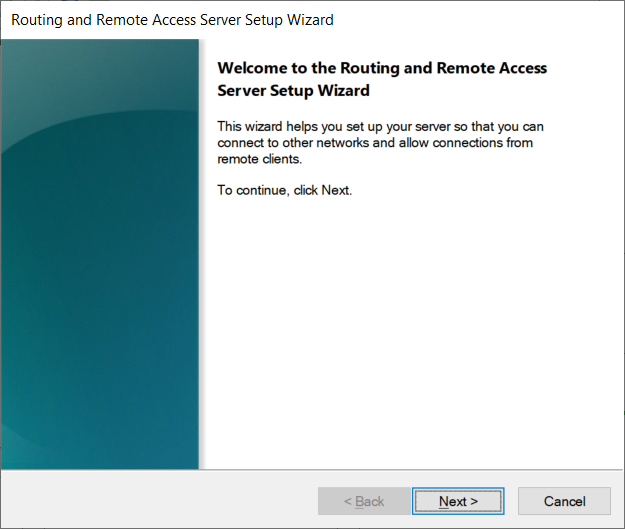 Routing and Remote Access Server Setup Wizard
Welcome to the Routing and Remote Access
Server Setup Wizard
This wizard helps you set up your server so that you can
connect to other networks and allow connections from
remote clients.
To continue, click Next.
< Back
Next >
Cancel